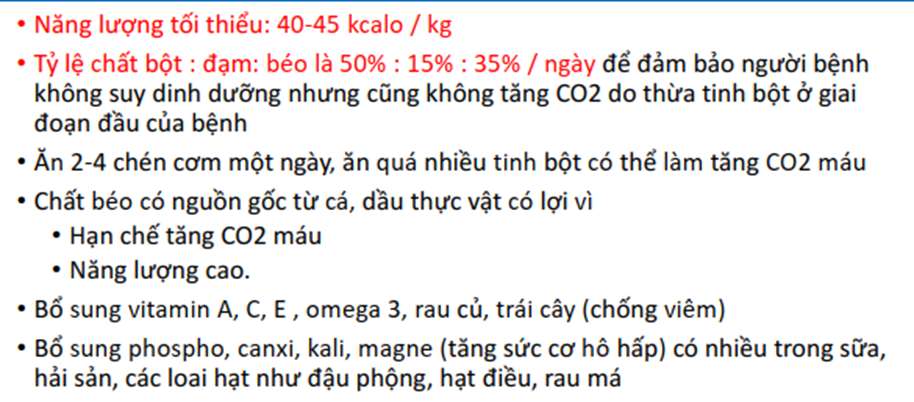 • Năng lượng tối thiểu: 40-45 kcalo / kg
• Tỷ lệ chất bột : đạm: béo là 50% : 15% : 35% / ngày để đảm bảo người bệnh
không suy dinh dưỡng nhưng cũng không tăng CO2 do thừa tinh bột ở giai
đoạn đầu của bệnh
• Ăn 2-4 chén cơm một ngày, ăn quá nhiều tinh bột có thể làm tăng CO2 máu
• Chất béo có nguồn gốc từ cá, dầu thực vật có lợi vì
• Hạn chế tăng CO2 máu
• Năng lượng cao.
• Bổ sung vitamin A, C, E , omega 3, rau củ, trái cây (chống viêm)
• Bổ sung phospho, canxi, kali, magne (tăng sức cơ hô hấp) có nhiều trong sữa,
hải sản, các loai hạt như đậu phộng, hạt điều, rau má